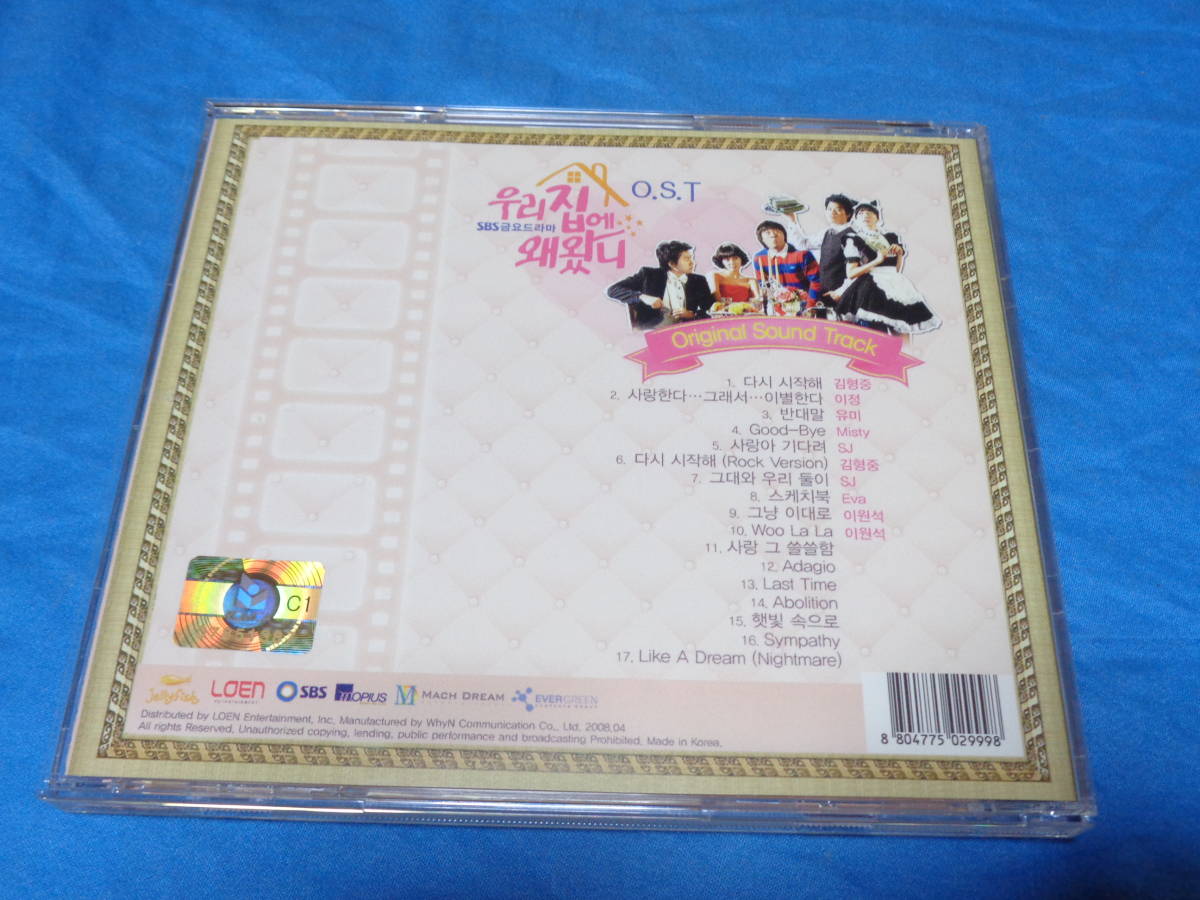 우리집에
O.S.T
SBS금요드라마
왜왔니
Original Sound Track
1. 다시 시작해 김형중
2. 사랑한다…그래서…이별한다 이정
3. 반대말 유미
4. Good-Bye Misty
5. 사랑아 기다려 SJ
6. 다시 시작해 (Rock Version) 김형중
7. 그대와 우리 둘이 SJ
8. 스케치북 Eva
9. 그냥 이대로 이원석
10. Woo La La 이원석
11. 사랑 그 쓸쓸함
12. Adagio
13. Last Time
14. Abolition
15. 햇빛 속으로
16. Sympathy
17. Like A Dream (Nightmare)
C1
Jellyfish LOEN SBS OPIUS MACH DREAM EVERGREEN
ENTERTAINMENT
Distributed by LOEN Entertainment, Inc, Manufactured by WhyN Communication Co., Ltd, 2008.04
All rights Reserved, Unauthorized copying, lending, public performance and broadcasting Prohibited. Made in Korea.
8 804775 029998